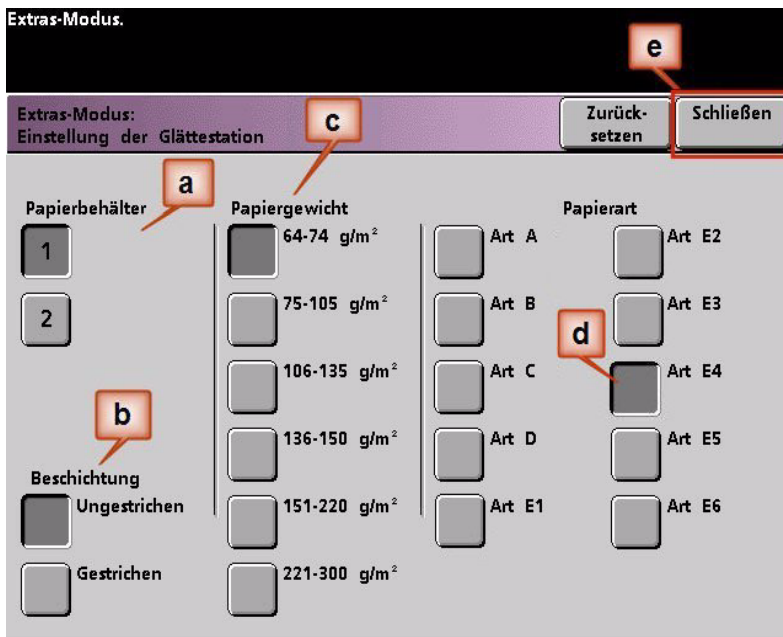 Extras-Modus.
e
Extras-Modus:
Einstellung der Glättestation
c
Zurück-
setzen
Schließen
a
Papierbehälter
1
2
b
Beschichtung
Ungestrichen
Gestrichen
Papiergewicht
64-74 g/m²
75-105 g/m²
106-135 g/m²
136-150 g/m²
151-220 g/m²
221-300 g/m²
Papierart
Art A
Art B
Art C
Art D
Art E1
d
Art E2
Art E3
Art E4
Art E5
Art E6